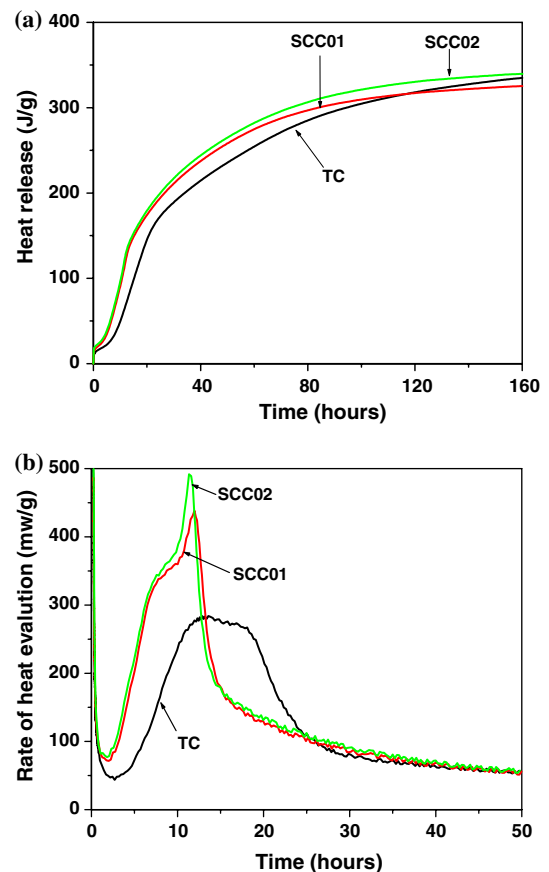 (a)
SCC01
SCC02
TC
Heat release (J/g)
400
300
200
100
0
0 40 80 120 160
Time (hours)
(b)
SCC02
SCC01
TC
Rate of heat evalution (mw/g)
500
400
300
200
100
0
0 10 20 30 40 50
Time (hours)